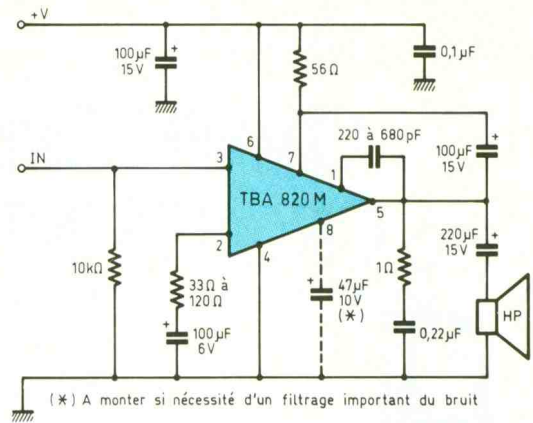 +V
100µF
15V
56Ω
0,1µF
220 à 680pF
100µF
15V
IN
3
6
7
1
TBA 820M
5
8
2
4
10kΩ
33Ω à
120Ω
100µF
6V
47µF
10V
(*)
1Ω
0,22µF
220µF
15V
HP
(*) A monter si nécessité d'un filtrage important du bruit